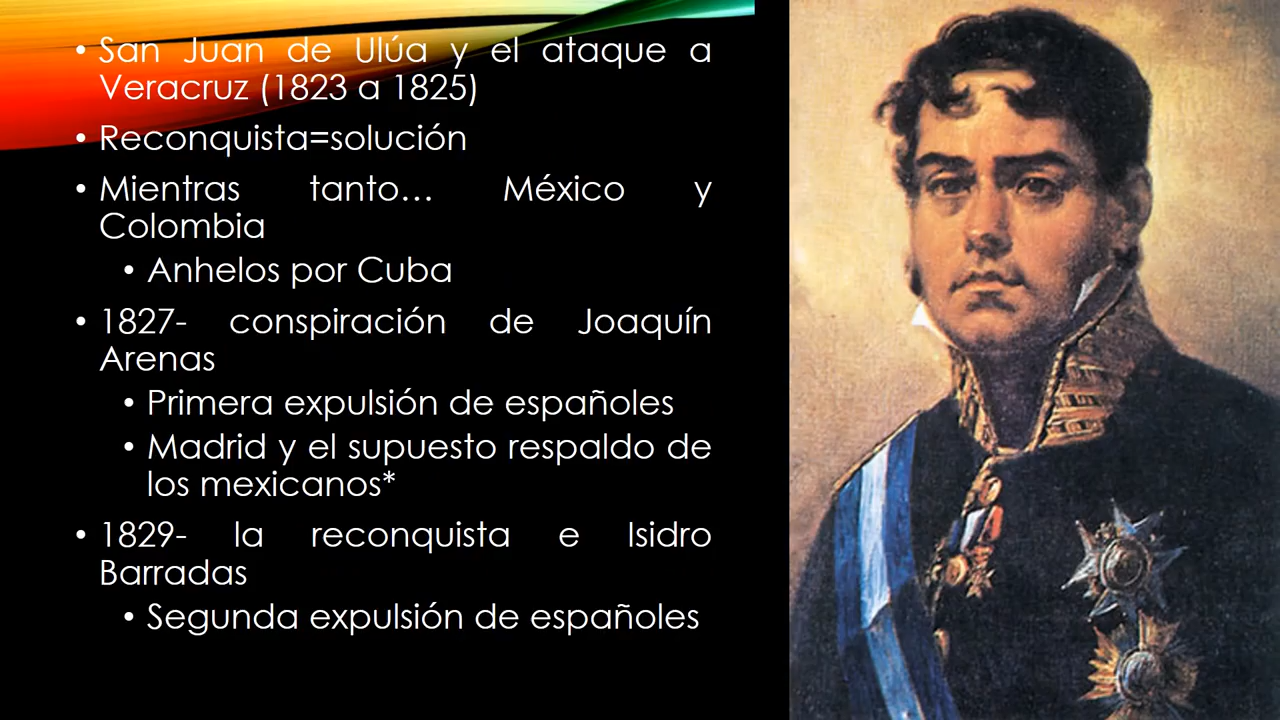 • San Juan de Ulúa y el ataque a
Veracruz (1823 a 1825)
• Reconquista=solución
• Mientras tanto… México y
Colombia
• Anhelos por Cuba
• 1827- conspiración de Joaquín
Arenas
• Primera expulsión de españoles
• Madrid y el supuesto respaldo de
los mexicanos*
• 1829- la reconquista e Isidro
Barradas
• Segunda expulsión de españoles